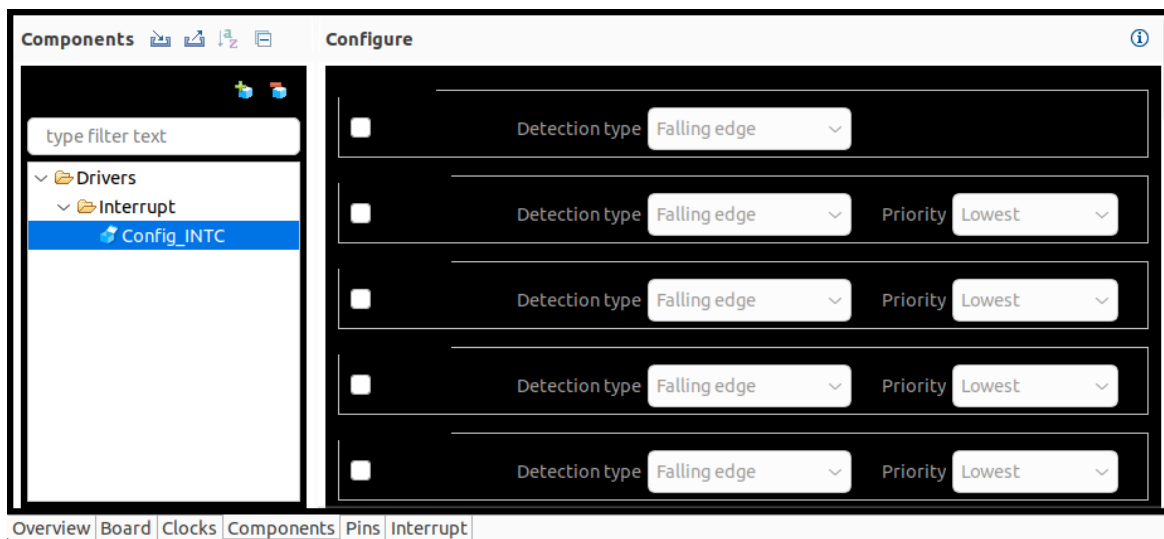 Components
Configure
type filter text
Drivers
Interrupt
Config_INTC
Detection type Falling edge
Detection type Falling edge Priority Lowest
Detection type Falling edge Priority Lowest
Detection type Falling edge Priority Lowest
Detection type Falling edge Priority Lowest
Overview Board Clocks Components Pins Interrupt